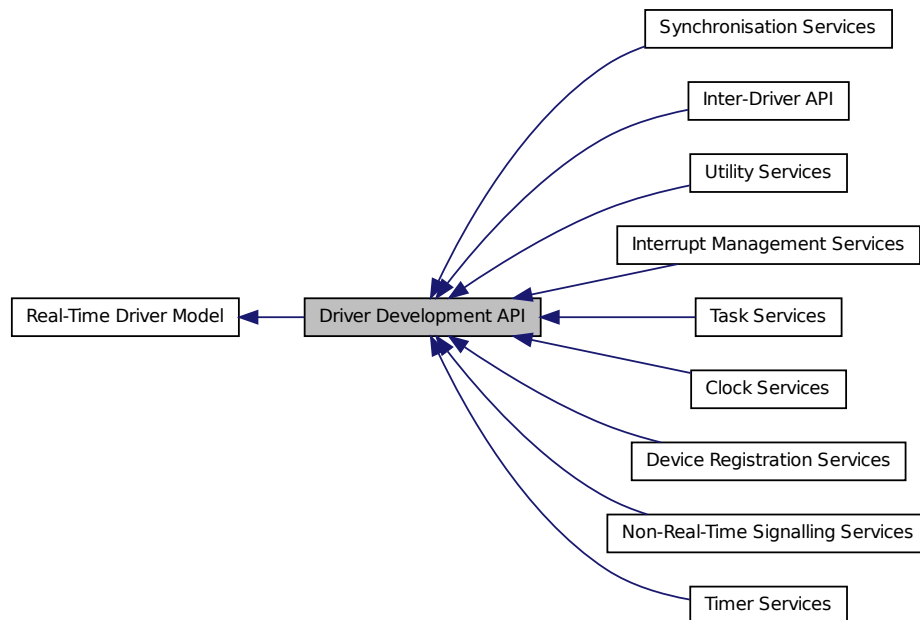 Synchronisation Services
Inter-Driver API
Utility Services
Interrupt Management Services
Real-Time Driver Model
Driver Development API
Task Services
Clock Services
Device Registration Services
Non-Real-Time Signalling Services
Timer Services